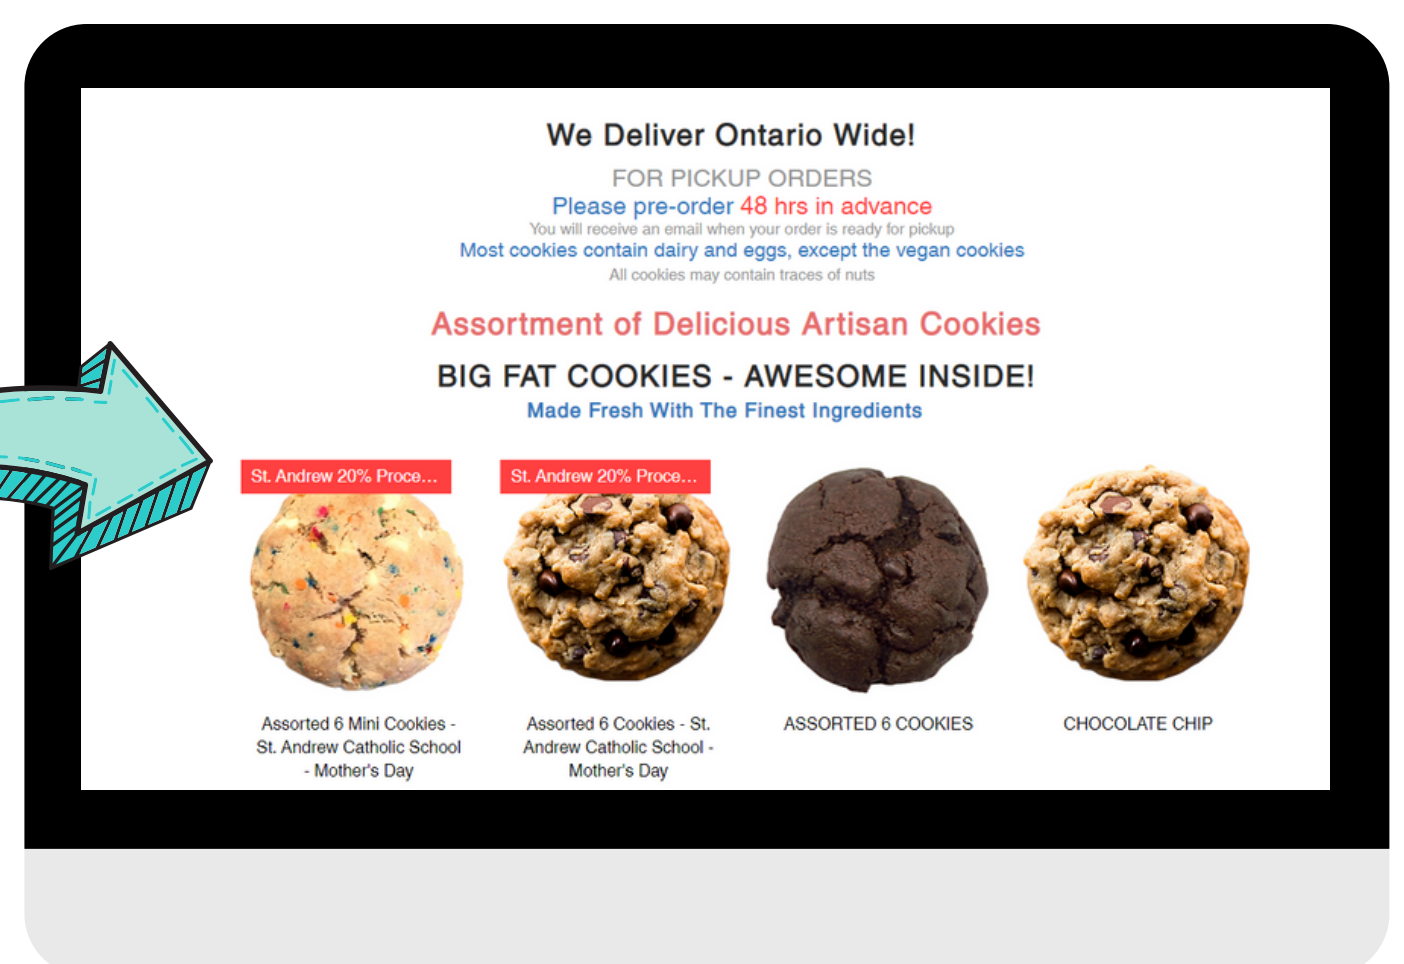 We Deliver Ontario Wide!
FOR PICKUP ORDERS
Please pre-order 48 hrs in advance
You will receive an email when your order is ready for pickup
Most cookies contain dairy and eggs, except the vegan cookies
All cookies may contain traces of nuts
Assortment of Delicious Artisan Cookies
BIG FAT COOKIES - AWESOME INSIDE!
Made Fresh With The Finest Ingredients
St. Andrew 20% Proce...
St. Andrew 20% Proce...
Assorted 6 Mini Cookies -
St. Andrew Catholic School
- Mother's Day
Assorted 6 Cookies - St.
Andrew Catholic School -
Mother's Day
ASSORTED 6 COOKIES
CHOCOLATE CHIP